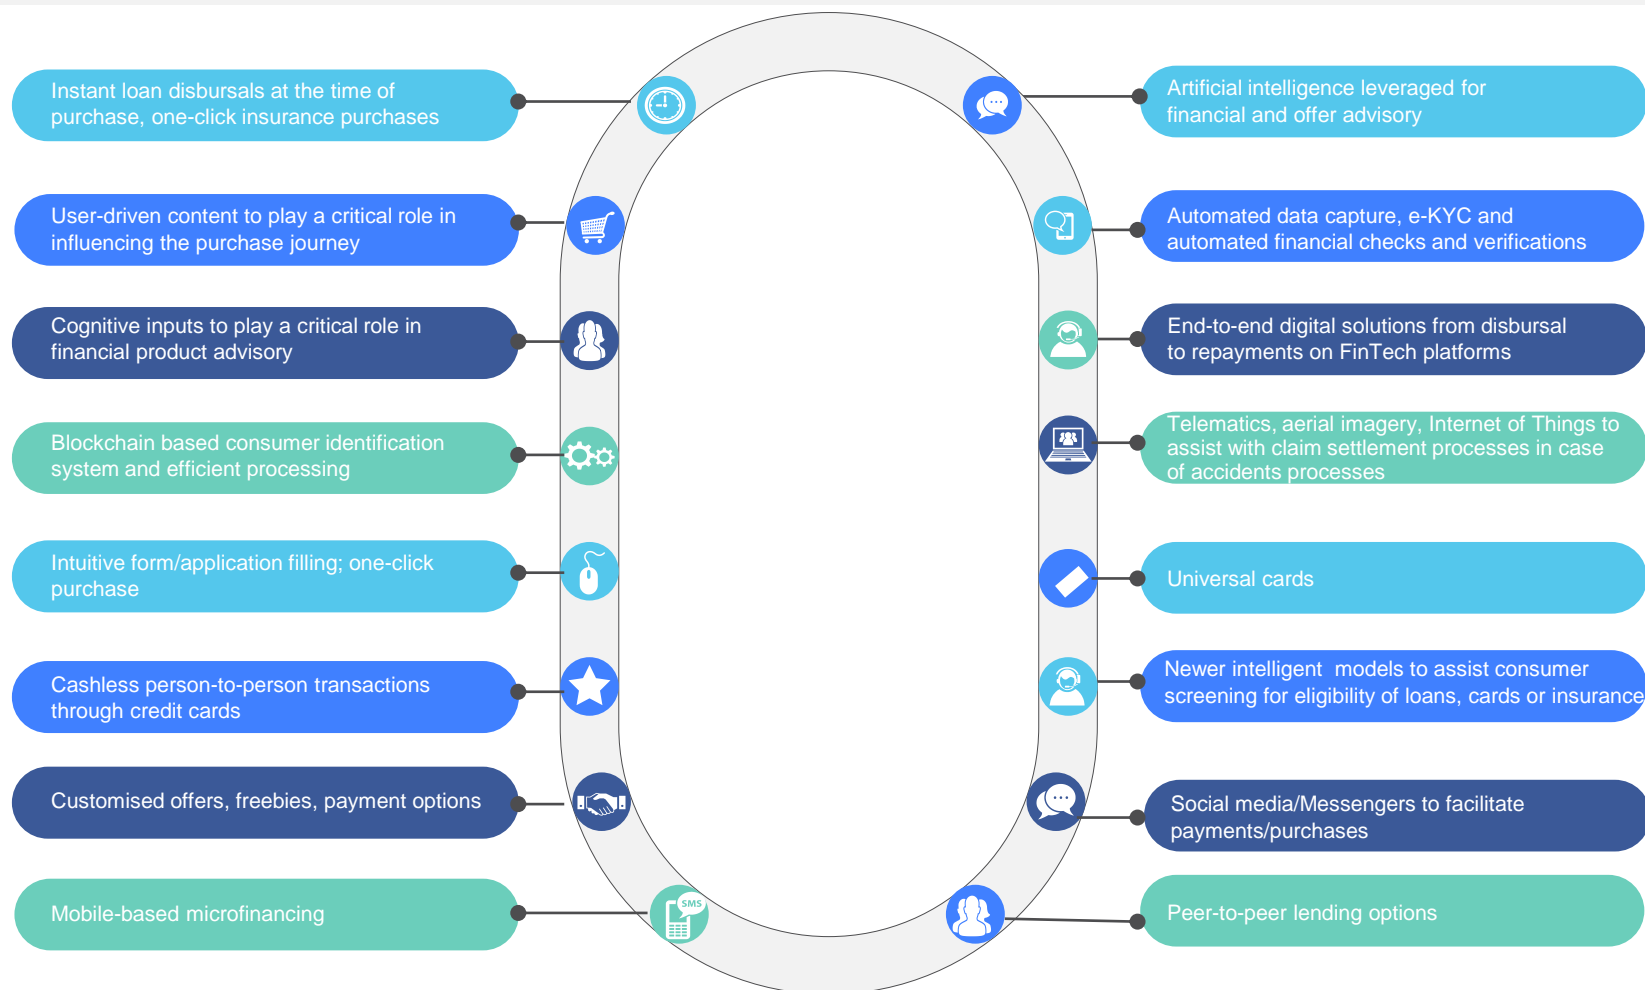 Instant loan disbursals at the time of
purchase, one-click insurance purchases
User-driven content to play a critical role in
influencing the purchase journey
Cognitive inputs to play a critical role in
financial product advisory
Blockchain based consumer identification
system and efficient processing
Intuitive form/application filling; one-click
purchase
Cashless person-to-person transactions
through credit cards
Customised offers, freebies, payment options
Mobile-based microfinancing
SMS
Artificial intelligence leveraged for
financial and offer advisory
Automated data capture, e-KYC and
automated financial checks and verifications
End-to-end digital solutions from disbursal
to repayments on FinTech platforms
Telematics, aerial imagery, Internet of Things to
assist with claim settlement processes in case
of accidents processes
Universal cards
Newer intelligent  models to assist consumer
screening for eligibility of loans, cards or insurance
Social media/Messengers to facilitate
payments/purchases
Peer-to-peer lending options